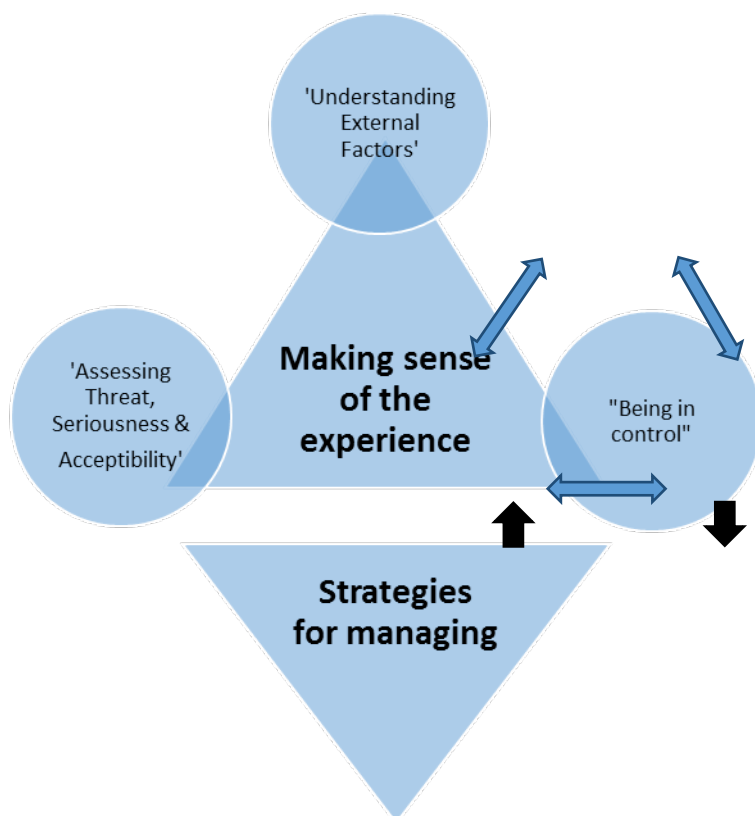 'Understanding
External
Factors'
Making sense
of the
experience
'Assessing
Threat,
Seriousness &
Acceptibility'
"Being in
control"
Strategies
for managing